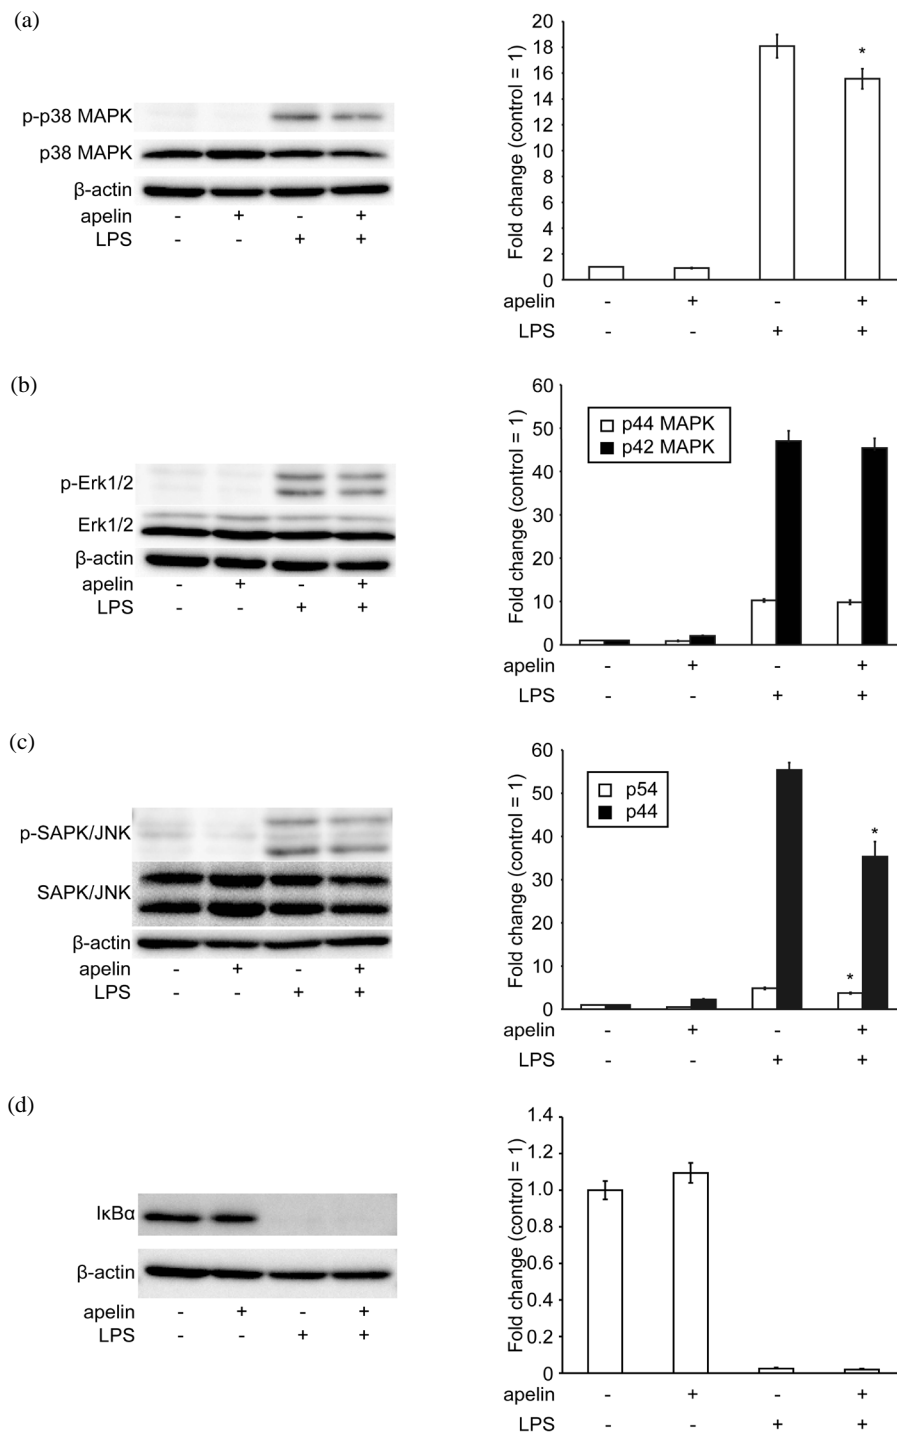 (a)
p-p38 MAPK
p38 MAPK
β-actin
apelin - + - +
LPS - - + +
Fold change (control = 1)
20
18
16
14
12
10
8
6
4
2
0
*
apelin - + - +
LPS - - + +
(b)
p-Erk1/2
Erk1/2
β-actin
apelin - + - +
LPS - - + +
Fold change (control = 1)
60
50
40
30
20
10
0
p44 MAPK
p42 MAPK
apelin - + - +
LPS - - + +
(c)
p-SAPK/JNK
SAPK/JNK
β-actin
apelin - + - +
LPS - - + +
Fold change (control = 1)
60
50
40
30
20
10
0
p54
p44
*
*
apelin - + - +
LPS - - + +
(d)
IκBα
β-actin
apelin - + - +
LPS - - + +
Fold change (control = 1)
1.4
1.2
1.0
0.8
0.6
0.4
0.2
0
apelin - + - +
LPS - - + +